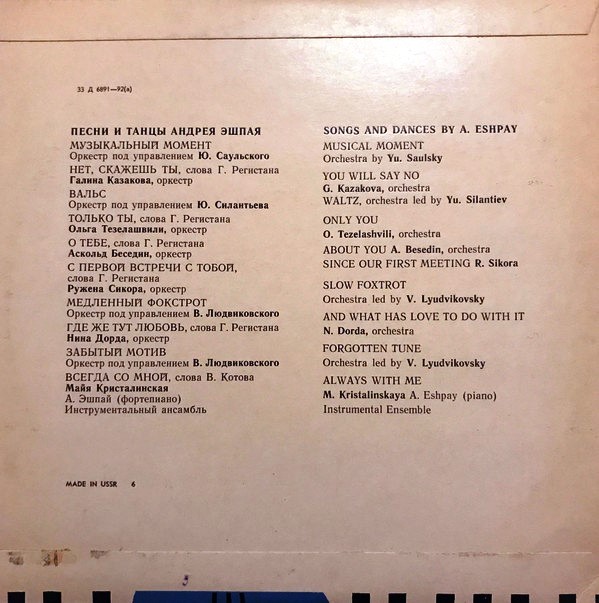 33 Д 6891—92(а)
ПЕСНИ И ТАНЦЫ АНДРЕЯ ЭШПАЯ
МУЗЫКАЛЬНЫЙ МОМЕНТ
Оркестр под управлением Ю. Саульского
НЕТ, СКАЖЕШЬ ТЫ, слова Г. Регистана
Галина Казакова, оркестр
ВАЛЬС
Оркестр под управлением Ю. Силантьева
ТОЛЬКО ТЫ, слова Г. Регистана
Ольга Тезелашвили, оркестр
О ТЕБЕ, слова Г. Регистана
Аскольд Беседин, оркестр
С ПЕРВОЙ ВСТРЕЧИ С ТОБОЙ,
слова Г. Регистана
Ружена Сикора, оркестр
МЕДЛЕННЫЙ ФОКСТРОТ
Оркестр под управлением В. Людвиковского
ГДЕ ЖЕ ТУТ ЛЮБОВЬ, слова Г. Регистана
Нина Дорда, оркестр
ЗАБЫТЫЙ МОТИВ
Оркестр под управлением В. Людвиковского
ВСЕГДА СО МНОЙ, слова В. Котова
Майя Кристалинская
А. Эшпай (фортепиано)
Инструментальный ансамбль
SONGS AND DANCES BY A. ESHPAY
MUSICAL MOMENT
Orchestra by Yu. Saulsky
YOU WILL SAY NO
G. Kazakova, orchestra
WALTZ, orchestra led by Yu. Silantiev
ONLY YOU
O. Tezelashvili, orchestra
ABOUT YOU A. Besedin, orchestra
SINCE OUR FIRST MEETING R. Sikora
SLOW FOXTROT
Orchestra led by V. Lyudvikovsky
AND WHAT HAS LOVE TO DO WITH IT
N. Dorda, orchestra
FORGOTTEN TUNE
Orchestra led by V. Lyudvikovsky
ALWAYS WITH ME
M. Kristalinskaya A. Eshpay (piano)
Instrumental Ensemble
MADE IN USSR 6